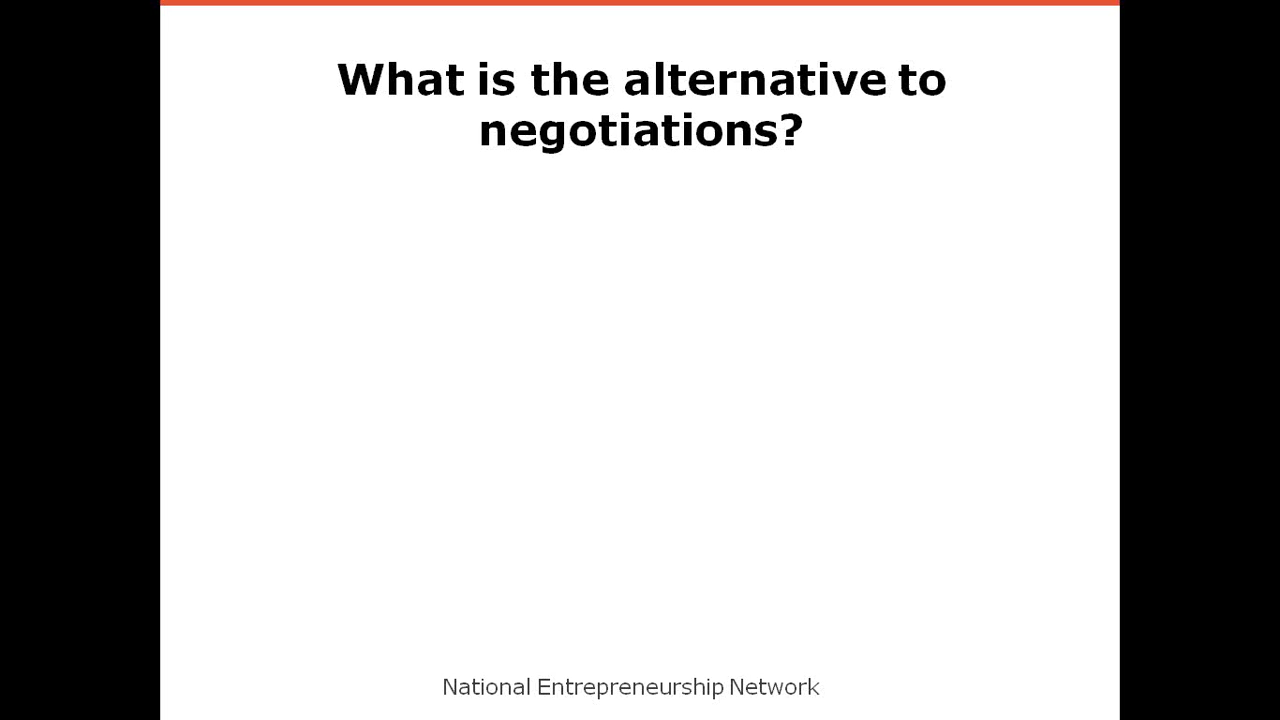 What is the alternative to
negotiations?
National Entrepreneurship Network